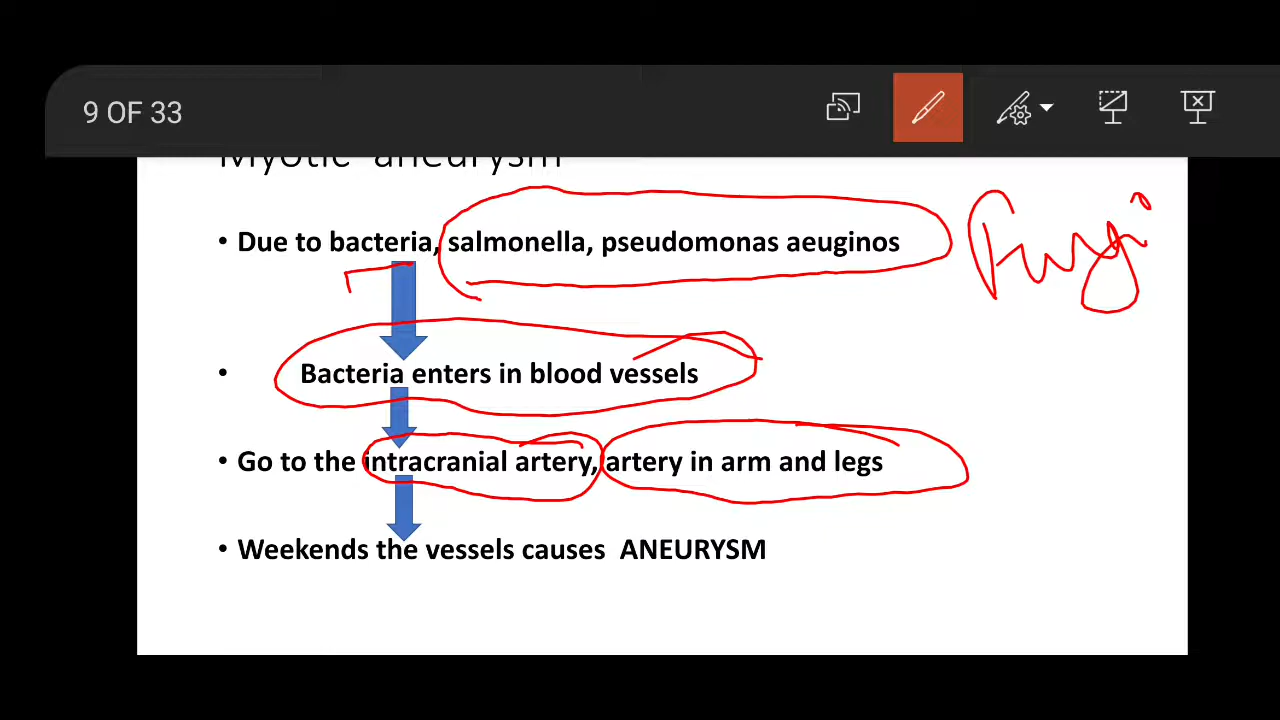 9 OF 33
Myotic aneurysm
• Due to bacteria, salmonella, pseudomonas aeuginos
Fungi
• Bacteria enters in blood vessels
• Go to the intracranial artery, artery in arm and legs
• Weekends the vessels causes ANEURYSM